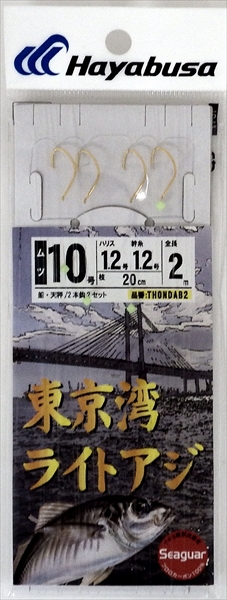 Hayabusa
ムツ 10号
ハリス 1.2号 幹糸 1.2号 全長 2m
枝 20cm
船・天秤/2本鈎2セット
品番:THONDAB2
東京湾
ライトアジ
Seaguar